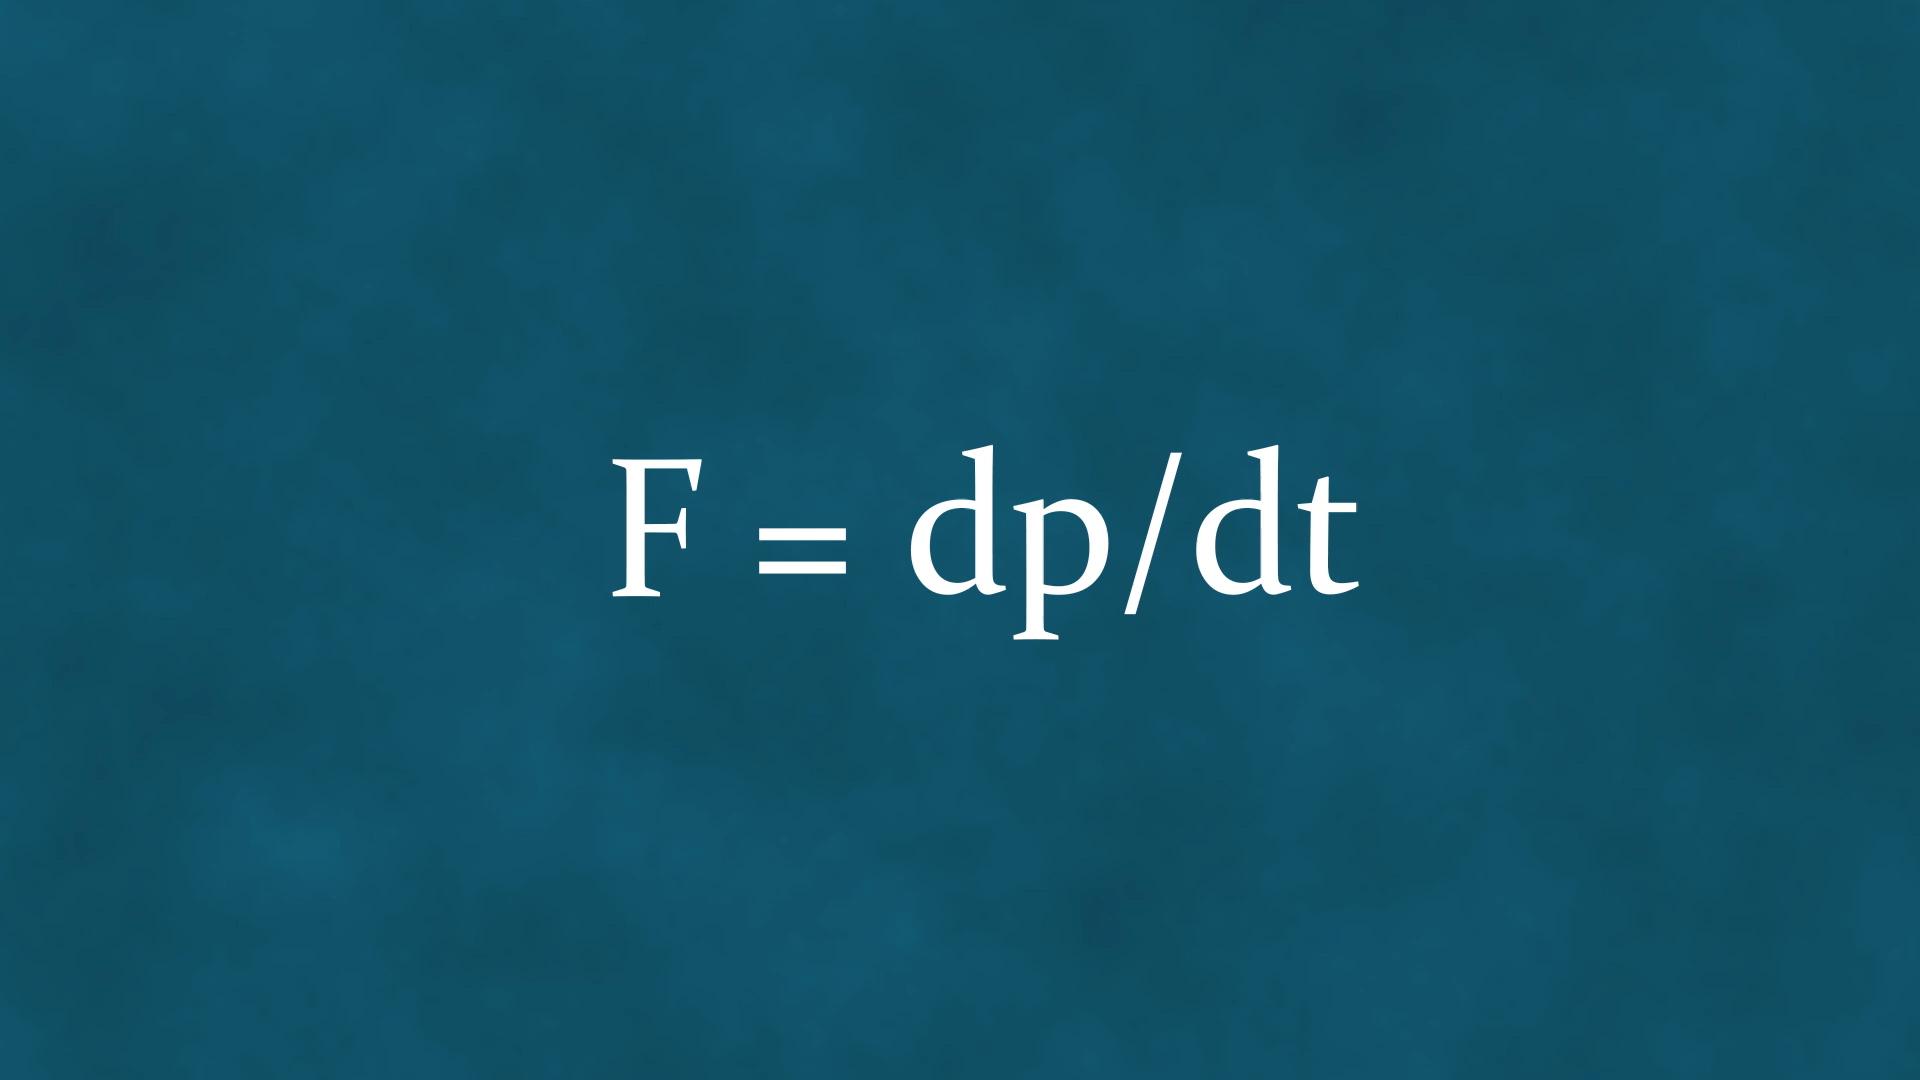 F = dp/dt